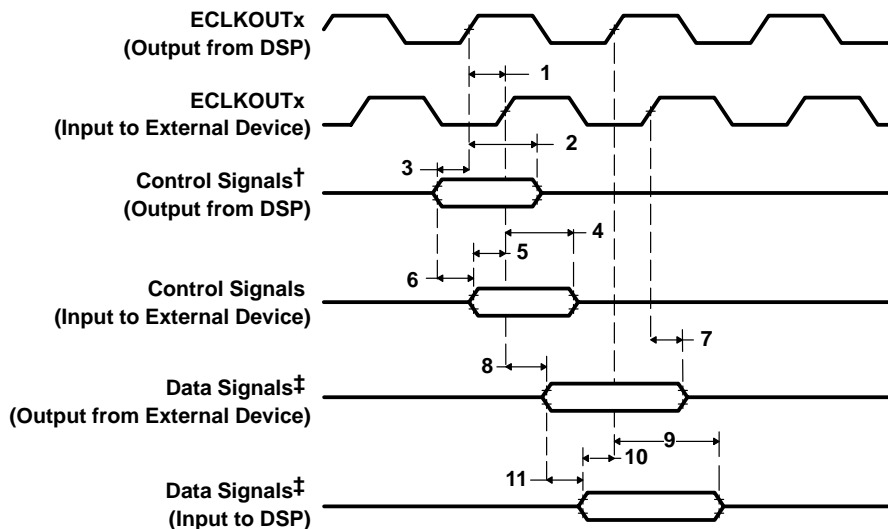 ECLKOUTx
(Output from DSP)
1
ECLKOUTx
(Input to External Device)
2
3
Control Signals†
(Output from DSP)
4
5
6
Control Signals
(Input to External Device)
7
8
Data Signals‡
(Output from External Device)
9
10
11
Data Signals‡
(Input to DSP)